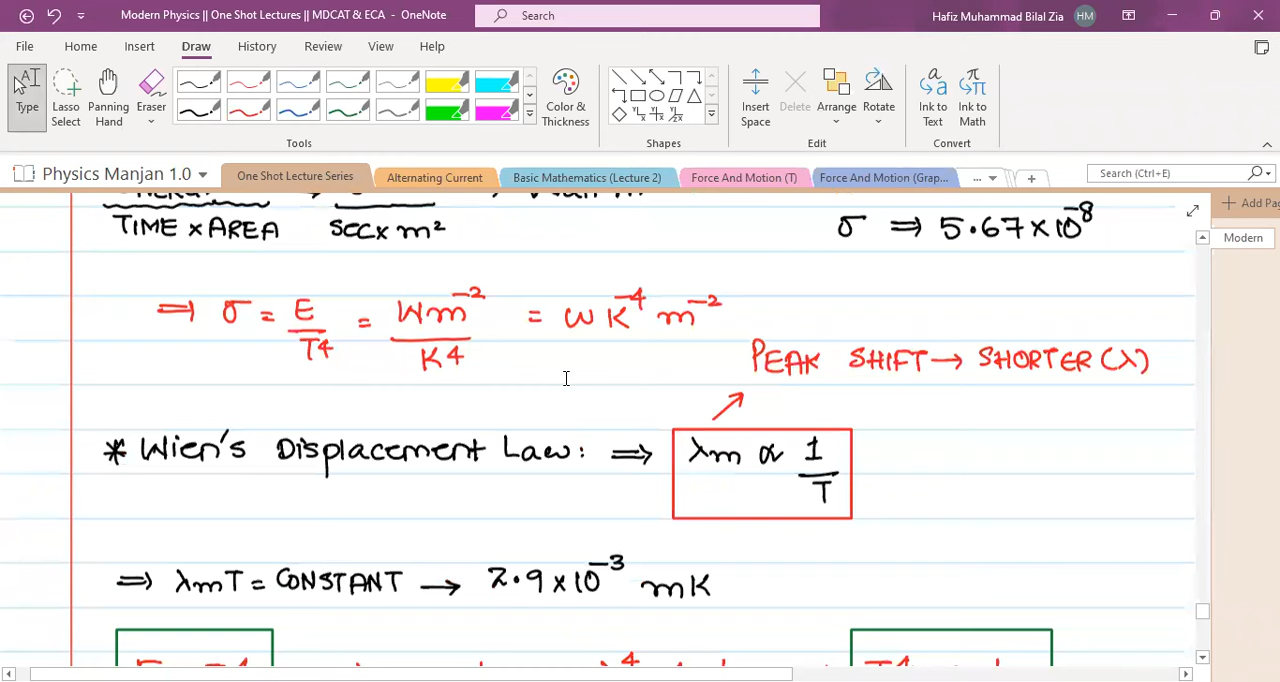 Modern Physics || One Shot Lectures || MDCAT & ECA - OneNote
Search
Hafiz Muhammad Bilal Zia HM
File Home Insert Draw History Review View Help
Type Lasso Select Panning Hand Eraser Color & Thickness Insert Space Delete Arrange Rotate Ink to Text Ink to Math
Tools Shapes Edit Convert
Physics Manjan 1.0 One Shot Lecture Series Alternating Current Basic Mathematics (Lecture 2) Force And Motion (T) Force And Motion (Grap... ... Search (Ctrl+E)
Add Pag
Modern
TIME × AREA sec × m²
σ ⇒ 5.67×10⁻⁸
⇒ σ = E/T⁴ = Wm⁻²/K⁴ = W K⁻⁴ m⁻²
PEAK SHIFT → SHORTER (λ)
* Wien's Displacement Law: ⇒ λm ∝ 1/T
⇒ λmT = CONSTANT → 2.9×10⁻³ mK